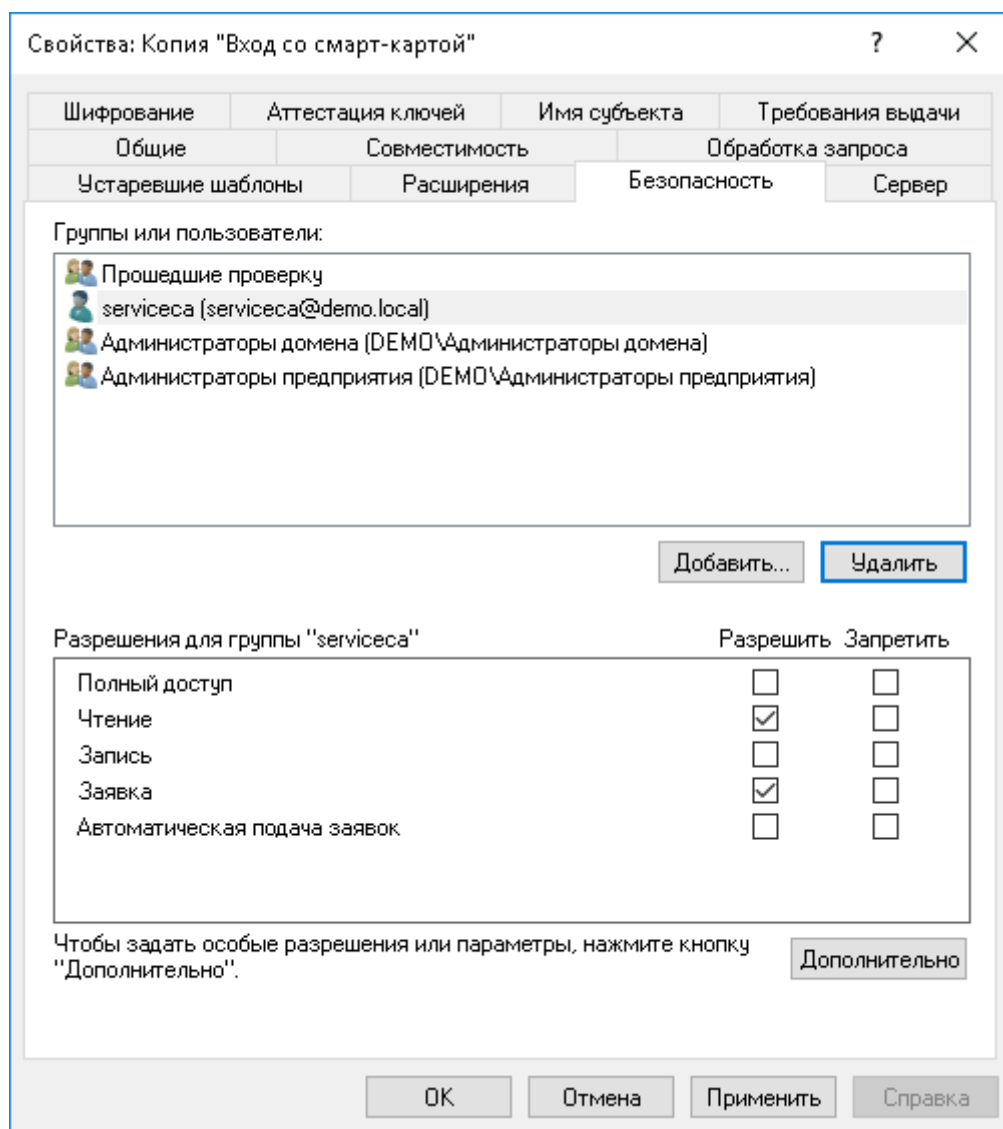 Свойства: Копия "Вход со смарт-картой"
?
Шифрование Аттестация ключей Имя субъекта Требования выдачи
Общие Совместимость Обработка запроса
Устаревшие шаблоны Расширения Безопасность Сервер
Группы или пользователи:
Прошедшие проверку
serviceca (serviceca@demo.local)
Администраторы домена (DEMO\Администраторы домена)
Администраторы предприятия (DEMO\Администраторы предприятия)
Добавить... Удалить
Разрешения для группы "serviceca" Разрешить Запретить
Полный доступ
Чтение
Запись
Заявка
Автоматическая подача заявок
Чтобы задать особые разрешения или параметры, нажмите кнопку
"Дополнительно".
Дополнительно
OK Отмена Применить Справка